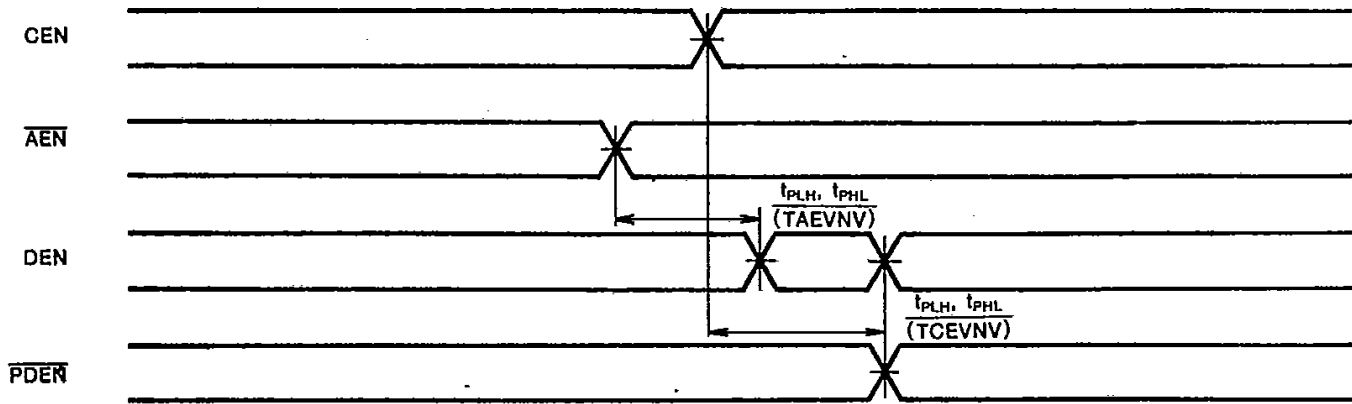 CEN
AEN
tPLH, tPHL
(TAEVNV)
DEN
tPLH, tPHL
(TCEVNV)
PDEN